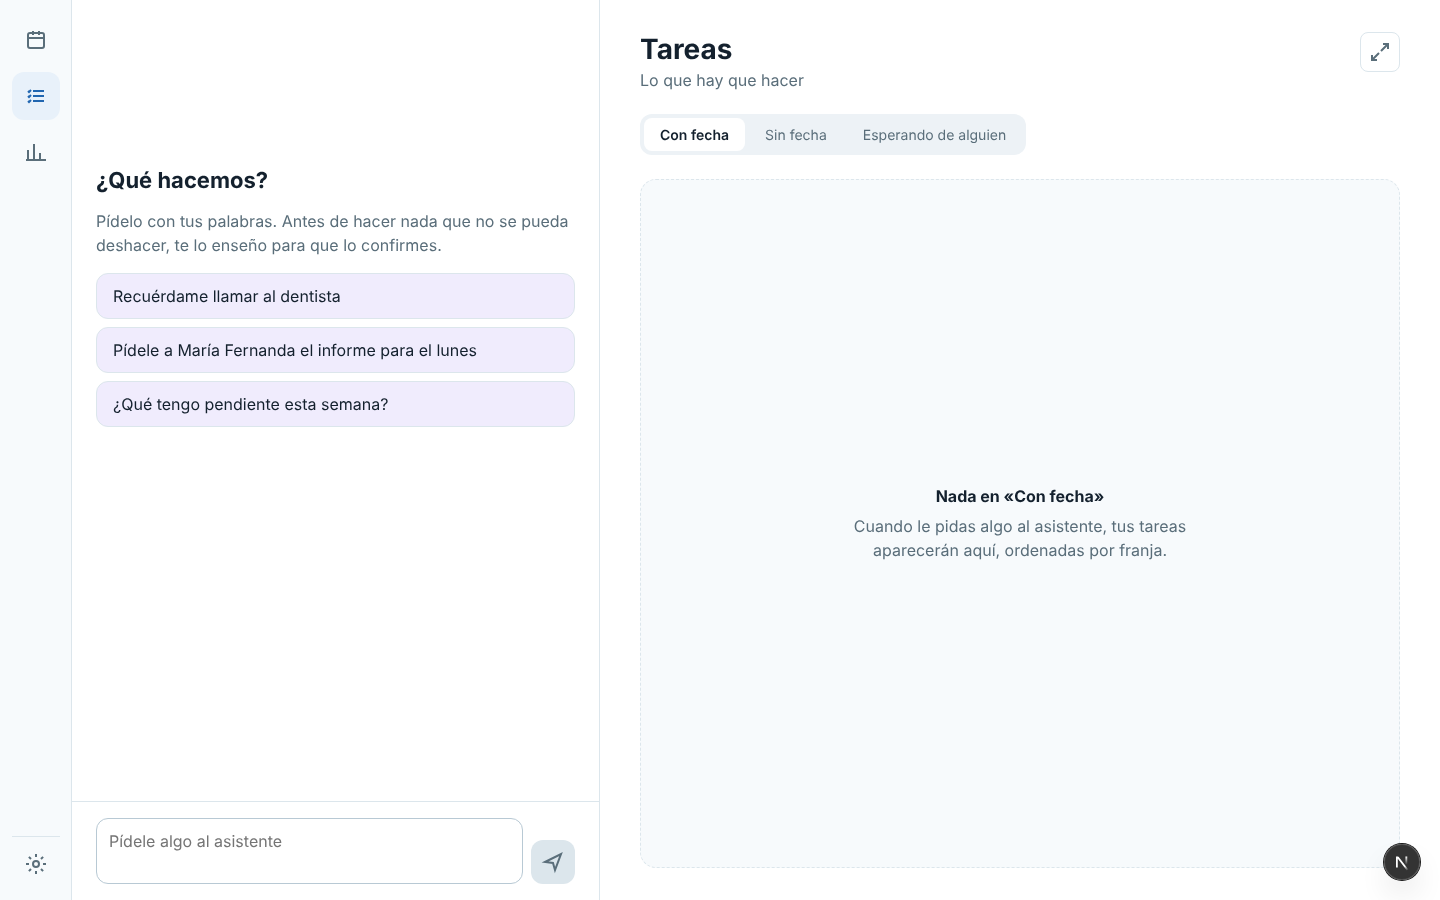 ¿Qué hacemos?
Pídelo con tus palabras. Antes de hacer nada que no se pueda
deshacer, te lo enseño para que lo confirmes.
Recuérdame llamar al dentista
Pídele a María Fernanda el informe para el lunes
¿Qué tengo pendiente esta semana?
Pídele algo al asistente
Tareas
Lo que hay que hacer
Con fecha
Sin fecha
Esperando de alguien
Nada en «Con fecha»
Cuando le pidas algo al asistente, tus tareas
aparecerán aquí, ordenadas por franja.
N